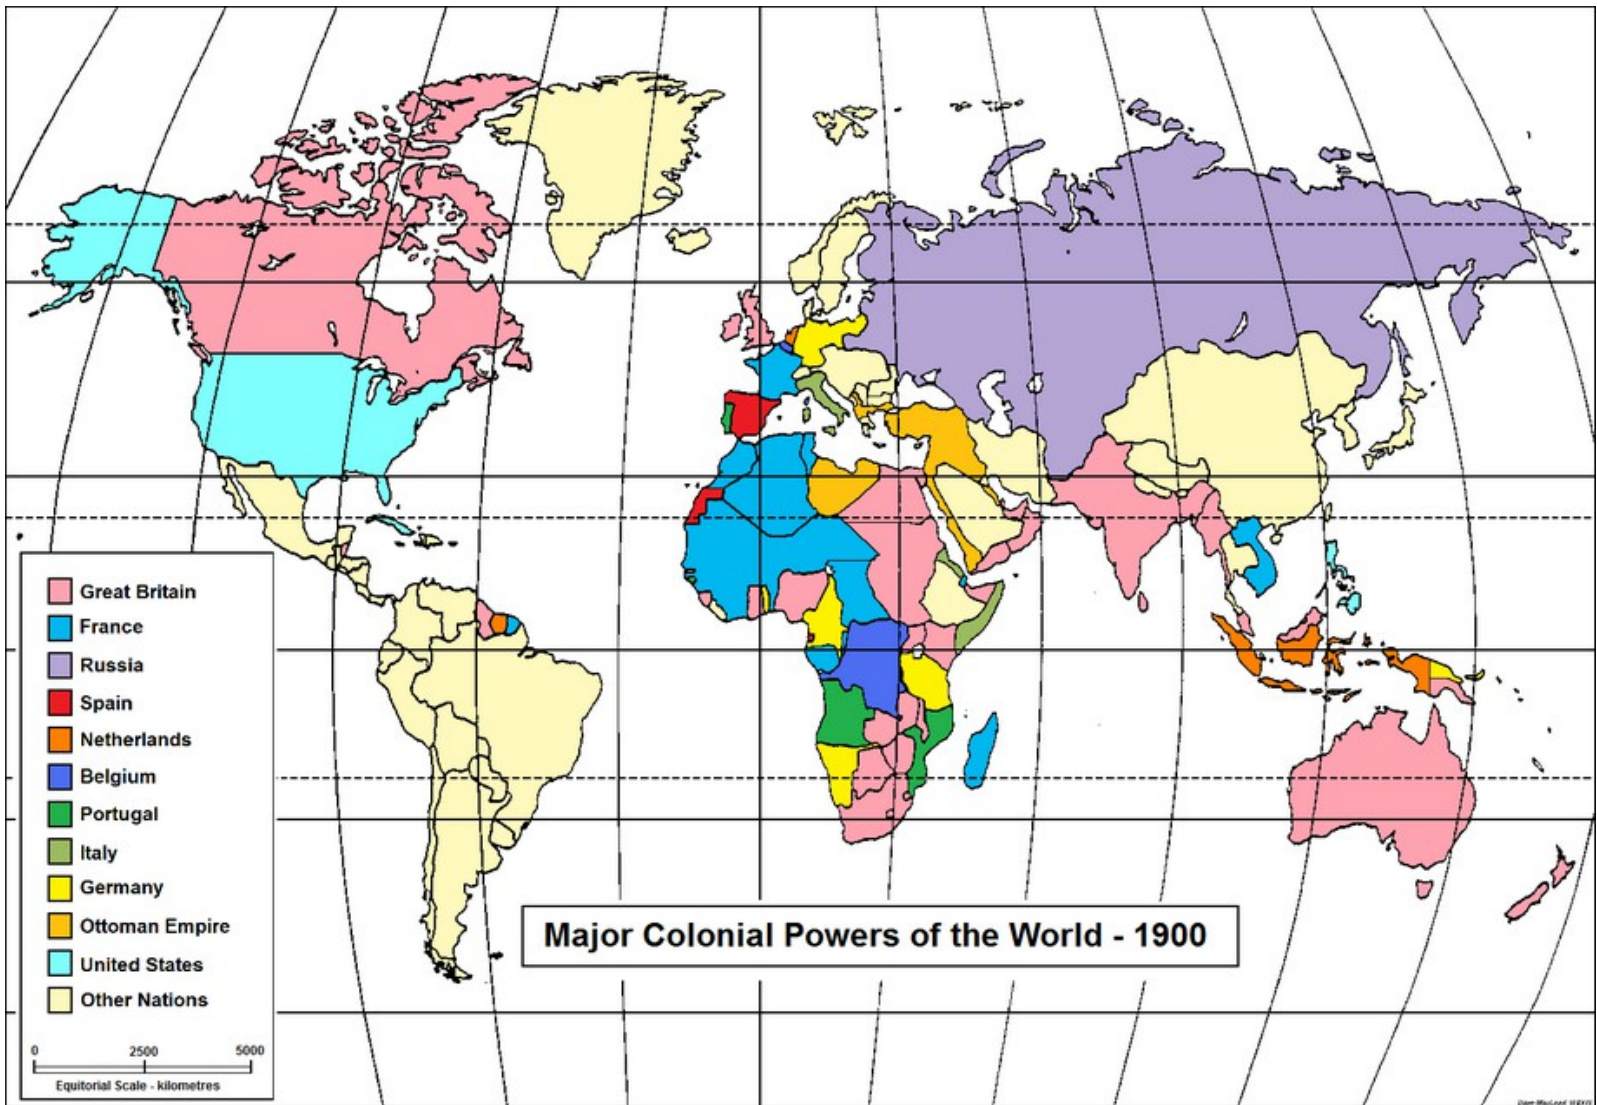 Great Britain
France
Russia
Spain
Netherlands
Belgium
Portugal
Italy
Germany
Ottoman Empire
United States
Other Nations
0 2500 5000
Equitorial Scale - kilometres
Major Colonial Powers of the World - 1900